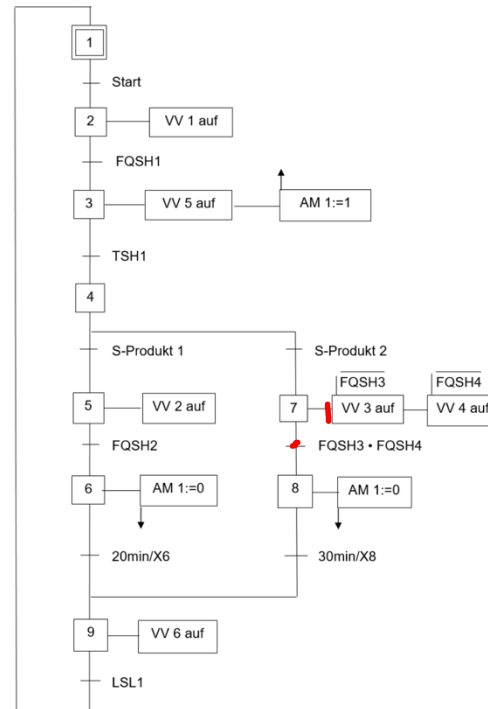 1
Start
2 VV 1 auf
FQSH1
3 VV 5 auf AM 1:=1
TSH1
4
S-Produkt 1 S-Produkt 2
FQSH3 FQSH4
5 VV 2 auf 7 VV 3 auf VV 4 auf
FQSH2 FQSH3 • FQSH4
6 AM 1:=0 8 AM 1:=0
20min/X6 30min/X8
9 VV 6 auf
LSL1